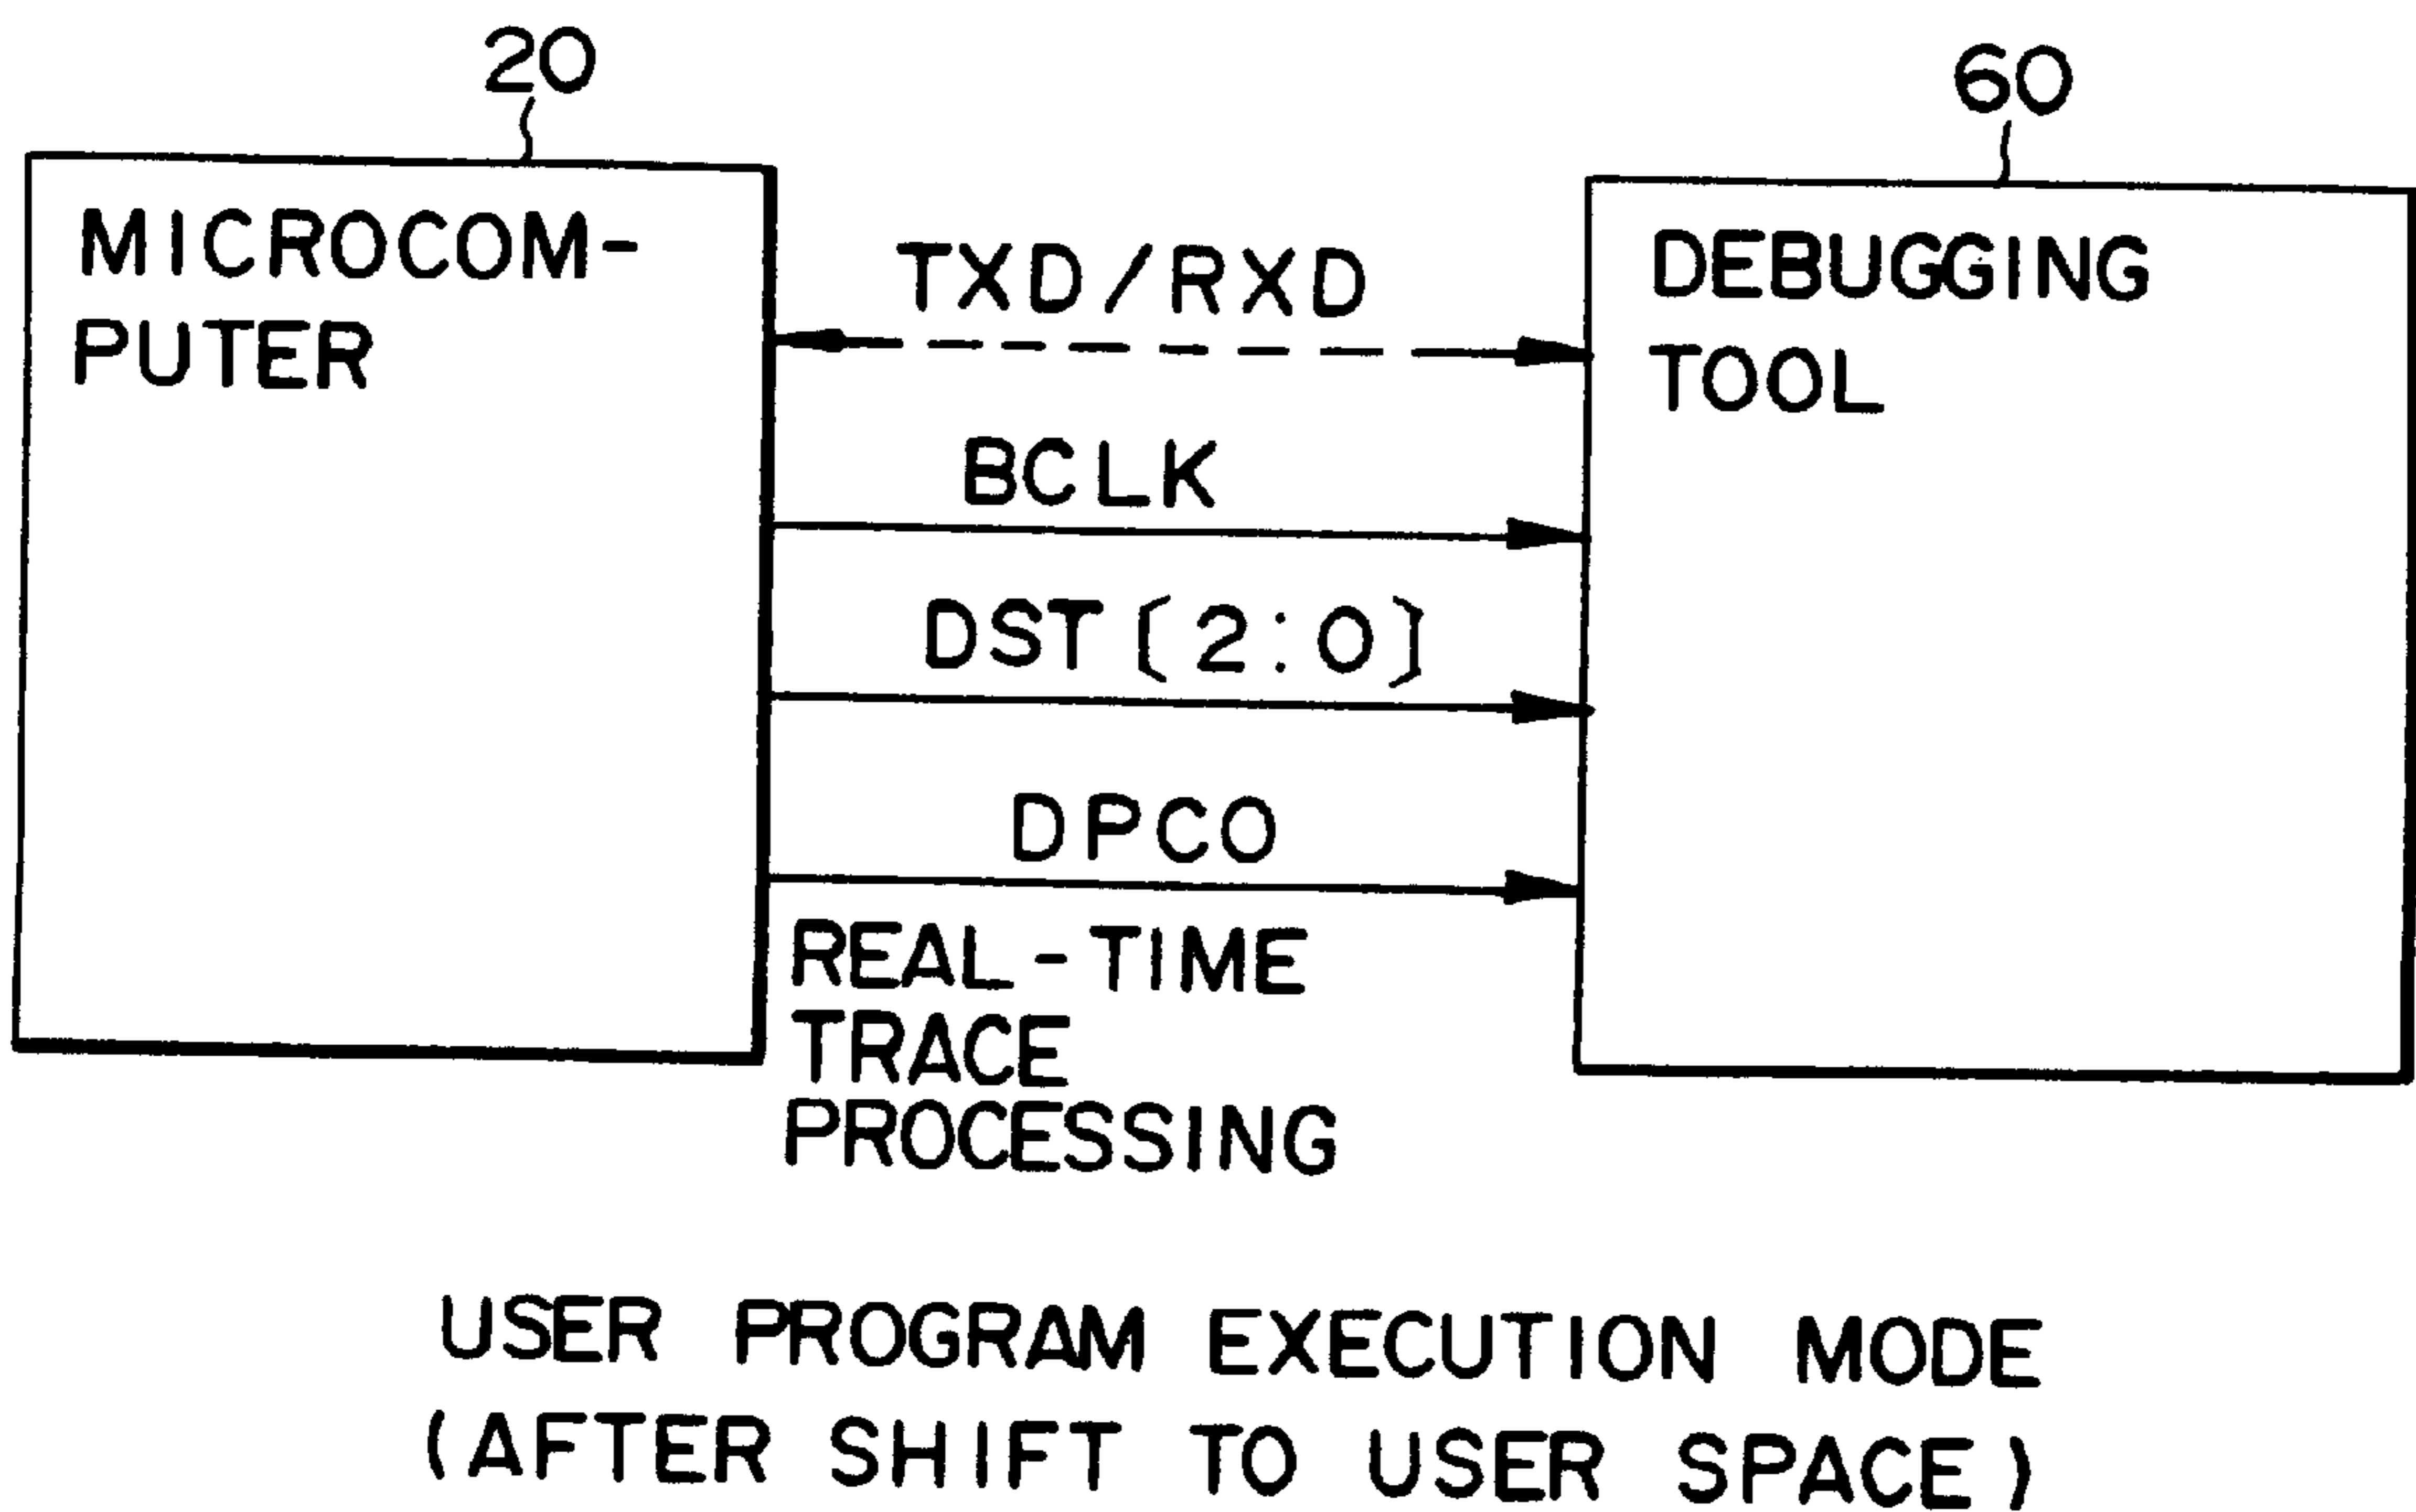 20
60
MICROCOM-
PUTER
TXD/RXD
DEBUGGING
TOOL
BCLK
DST[2:0]
DPCO
REAL-TIME
TRACE
PROCESSING
USER PROGRAM EXECUTION MODE
(AFTER SHIFT TO USER SPACE)